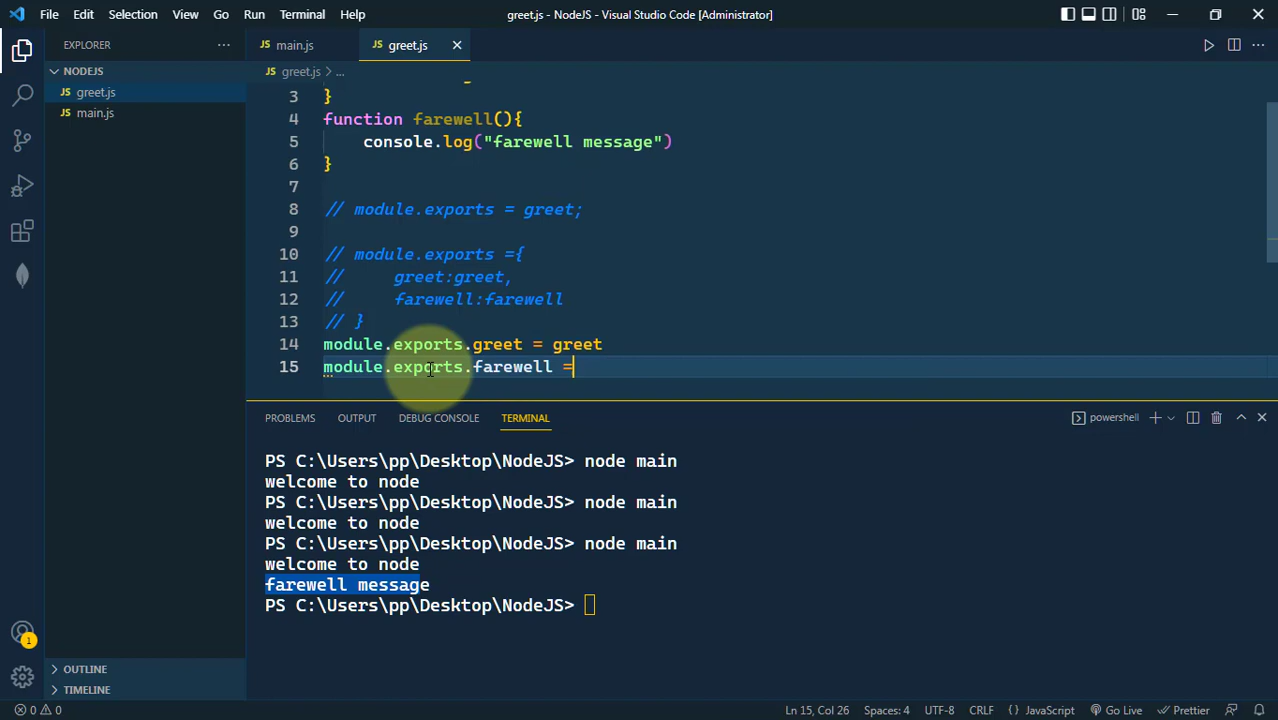 File Edit Selection View Go Run Terminal Help
greet.js - NodeJS - Visual Studio Code [Administrator]
EXPLORER ...
JS main.js
JS greet.js
NODEJS
JS greet.js
JS main.js
JS greet.js > ...
3 }
4 function farewell(){
5 console.log("farewell message")
6 }
7
8 // module.exports = greet;
9
10 // module.exports ={
11 // greet:greet,
12 // farewell:farewell
13 // }
14 module.exports.greet = greet
15 module.exports.farewell =
PROBLEMS OUTPUT DEBUG CONSOLE TERMINAL
powershell
PS C:\Users\pp\Desktop\NodeJS> node main
welcome to node
PS C:\Users\pp\Desktop\NodeJS> node main
welcome to node
PS C:\Users\pp\Desktop\NodeJS> node main
welcome to node
farewell message
PS C:\Users\pp\Desktop\NodeJS>
1
OUTLINE
TIMELINE
0 0
Ln 15, Col 26 Spaces: 4 UTF-8 CRLF {} JavaScript Go Live Prettier